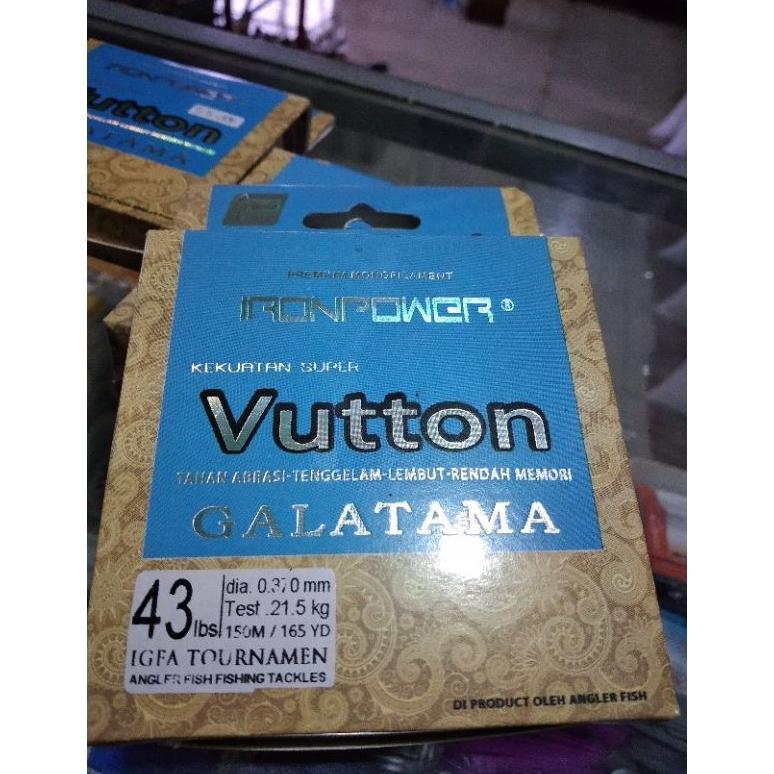 IRONPOWER
Vutton
GALATAMA
PREMIUM MONOFILAMENT
IRONPOWER®
KEKUATAN SUPER
Vutton
TAHAN ABRASI-TENGGELAM-LEMBUT-RENDAH MEMORI
GALATAMA
43 lbs
dia. 0.370 mm
Test .21.5 kg
150M / 165 YD
IGFA TOURNAMEN
ANGLER FISH FISHING TACKLES
DI PRODUCT OLEH ANGLER FISH